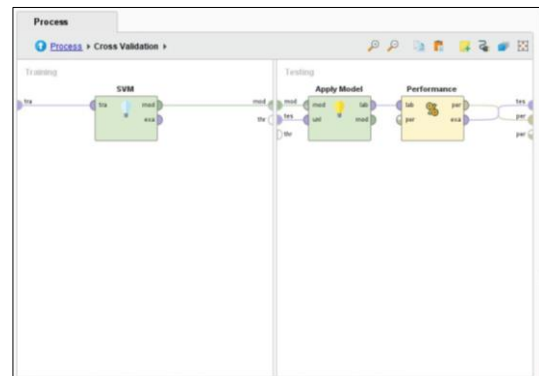 Process
Process ▸ Cross Validation ▸
Training
SVM
tra
tra
mod
exa
mod
thr
Testing
Apply Model
Performance
mod
tes
thr
mod
unl
lab
mod
lab
per
per
exa
tes
per
per